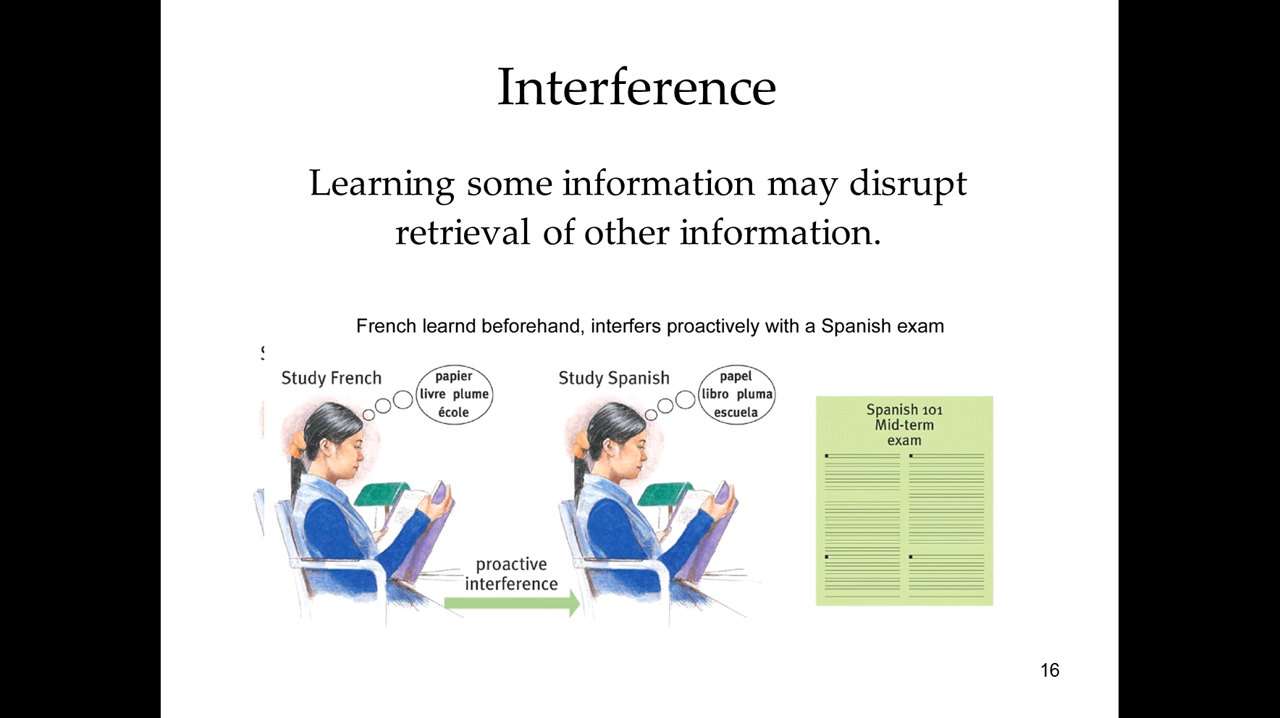 Interference
Learning some information may disrupt
retrieval of other information.
French learnd beforehand, interfers proactively with a Spanish exam
Study French
papier
livre plume
école
Study Spanish
papel
libro pluma
escuela
Spanish 101
Mid-term
exam
proactive
interference
16